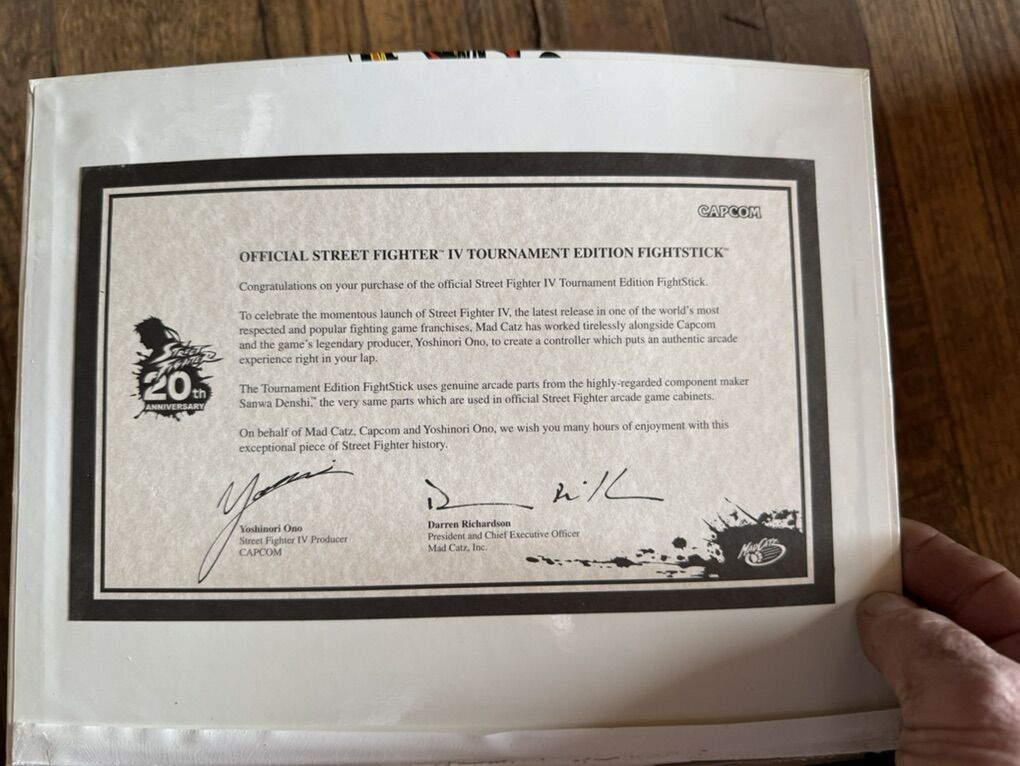 CAPCOM
OFFICIAL STREET FIGHTER™ IV TOURNAMENT EDITION FIGHTSTICK™
Congratulations on your purchase of the official Street Fighter IV Tournament Edition FightStick.
To celebrate the momentous launch of Street Fighter IV, the latest release in one of the world's most
respected and popular fighting game franchises, Mad Catz has worked tirelessly alongside Capcom
and the game's legendary producer, Yoshinori Ono, to create a controller which puts an authentic arcade
experience right in your lap.
Street
Fighter
20th
ANNIVERSARY
The Tournament Edition FightStick uses genuine arcade parts from the highly-regarded component maker
Sanwa Denshi,™ the very same parts which are used in official Street Fighter arcade game cabinets.
On behalf of Mad Catz, Capcom and Yoshinori Ono, we wish you many hours of enjoyment with this
exceptional piece of Street Fighter history.
Yoshinori Ono
Street Fighter IV Producer
CAPCOM
Darren Richardson
President and Chief Executive Officer
Mad Catz, Inc.
MAD CATZ